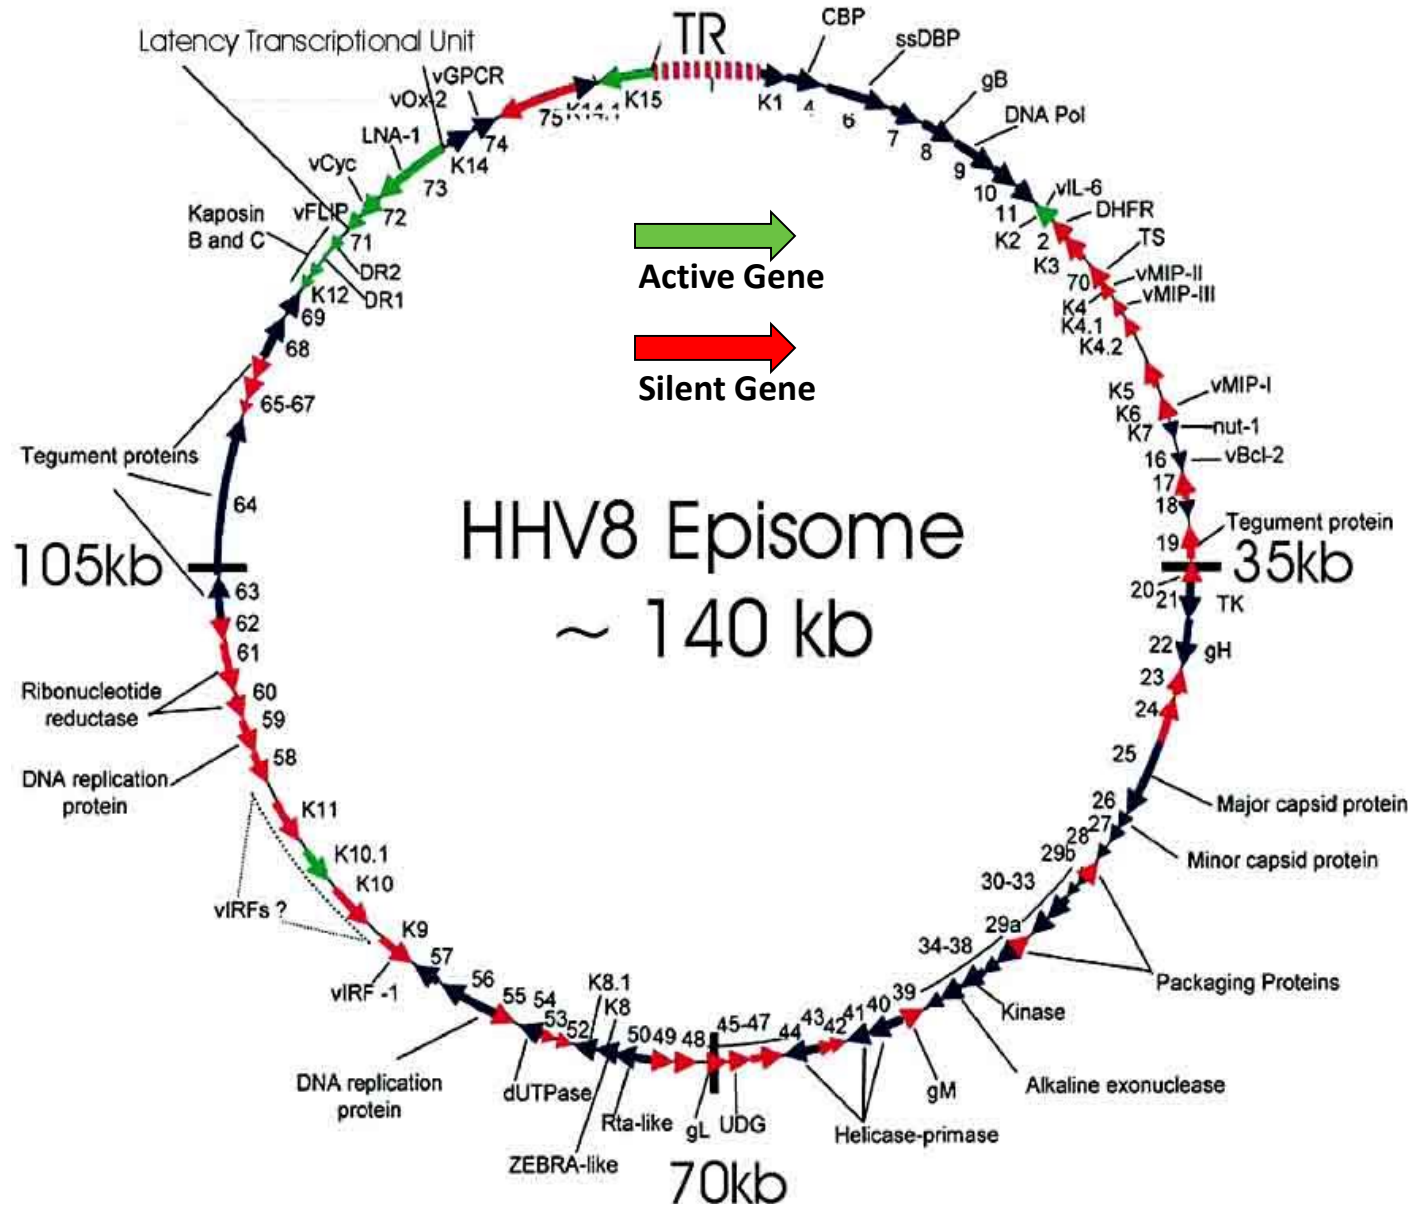 TR
Latency Transcriptional Unit
CBP
ssDBP
gB
DNA Pol
vIL-6
DHFR
TS
vMIP-II
vMIP-III
vMIP-I
nut-1
vBcl-2
Tegument protein
35kb
TK
gH
Major capsid protein
Minor capsid protein
Packaging Proteins
Kinase
Alkaline exonuclease
gM
Helicase-primase
UDG
gL
70kb
Rta-like
ZEBRA-like
dUTPase
DNA replication
protein
vIRF -1
vIRFs ?
DNA replication
protein
Ribonucleotide
reductase
105kb
Tegument proteins
Kaposin
B and C
vFLIP
vCyc
LNA-1
vOx-2
vGPCR
K1
4
6
7
8
9
10
11
K2
2
K3
70
K4
K4.1
K4.2
K5
K6
K7
16
17
18
19
20
21
22
23
24
25
26
27
28
29b
30-33
29a
34-38
39
40
41
42
43
44
45-47
48
49
50
K8
K8.1
52
53
54
55
56
57
K9
K10
K10.1
K11
58
59
60
61
62
63
64
65-67
68
69
K12
DR1
DR2
71
72
73
K14
74
75
K14.1
K15
Active Gene
Silent Gene
HHV8 Episome
~ 140 kb